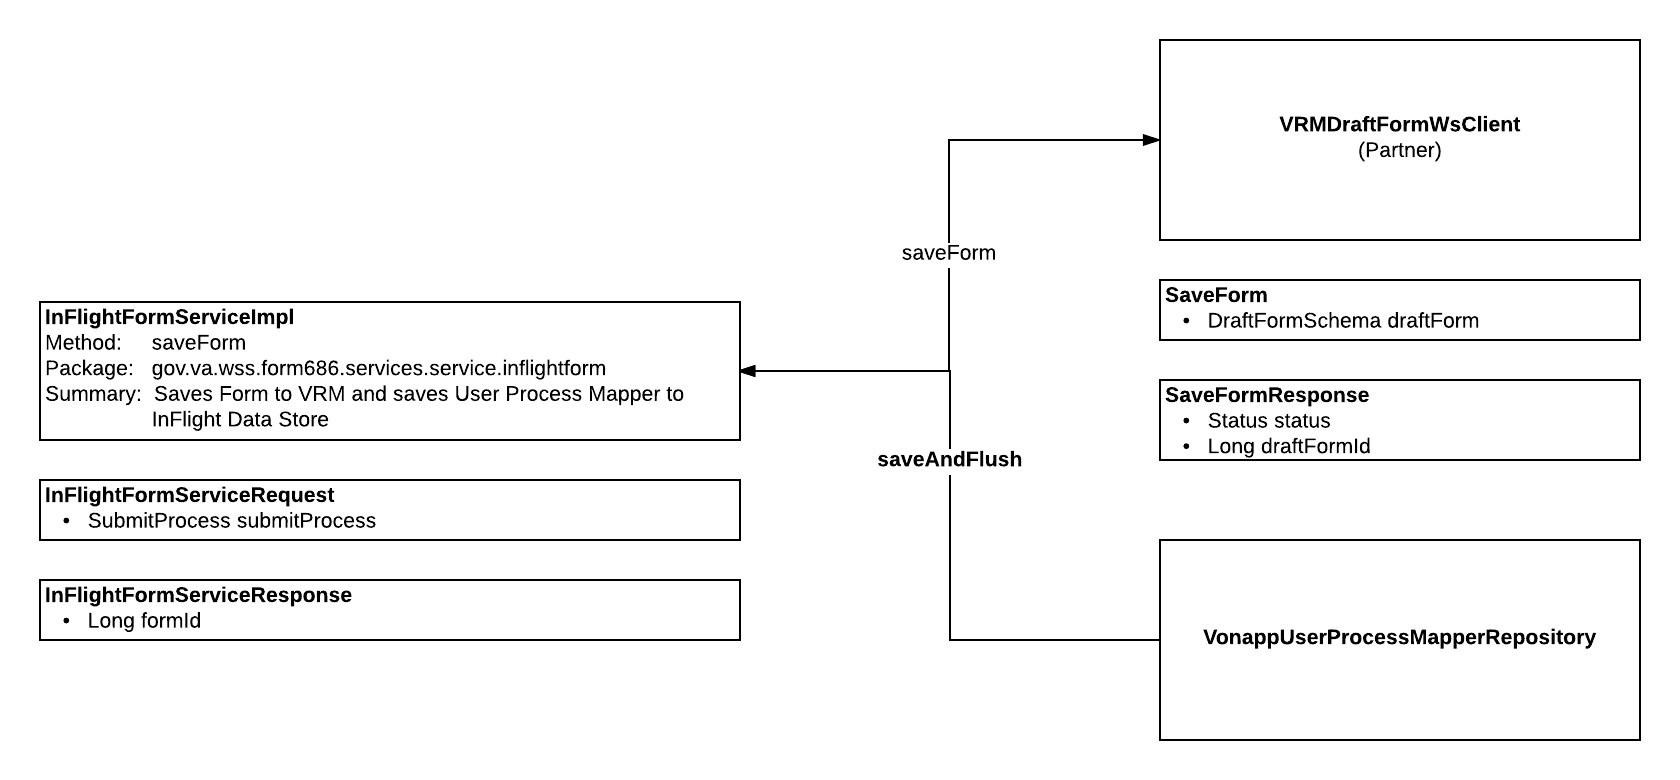 VRMDraftFormWsClient
(Partner)
saveForm
SaveForm
• DraftFormSchema draftForm
InFlightFormServiceImpl
Method: saveForm
Package: gov.va.wss.form686.services.service.inflightform
Summary: Saves Form to VRM and saves User Process Mapper to
InFlight Data Store
SaveFormResponse
• Status status
• Long draftFormId
saveAndFlush
InFlightFormServiceRequest
• SubmitProcess submitProcess
InFlightFormServiceResponse
• Long formId
VonappUserProcessMapperRepository